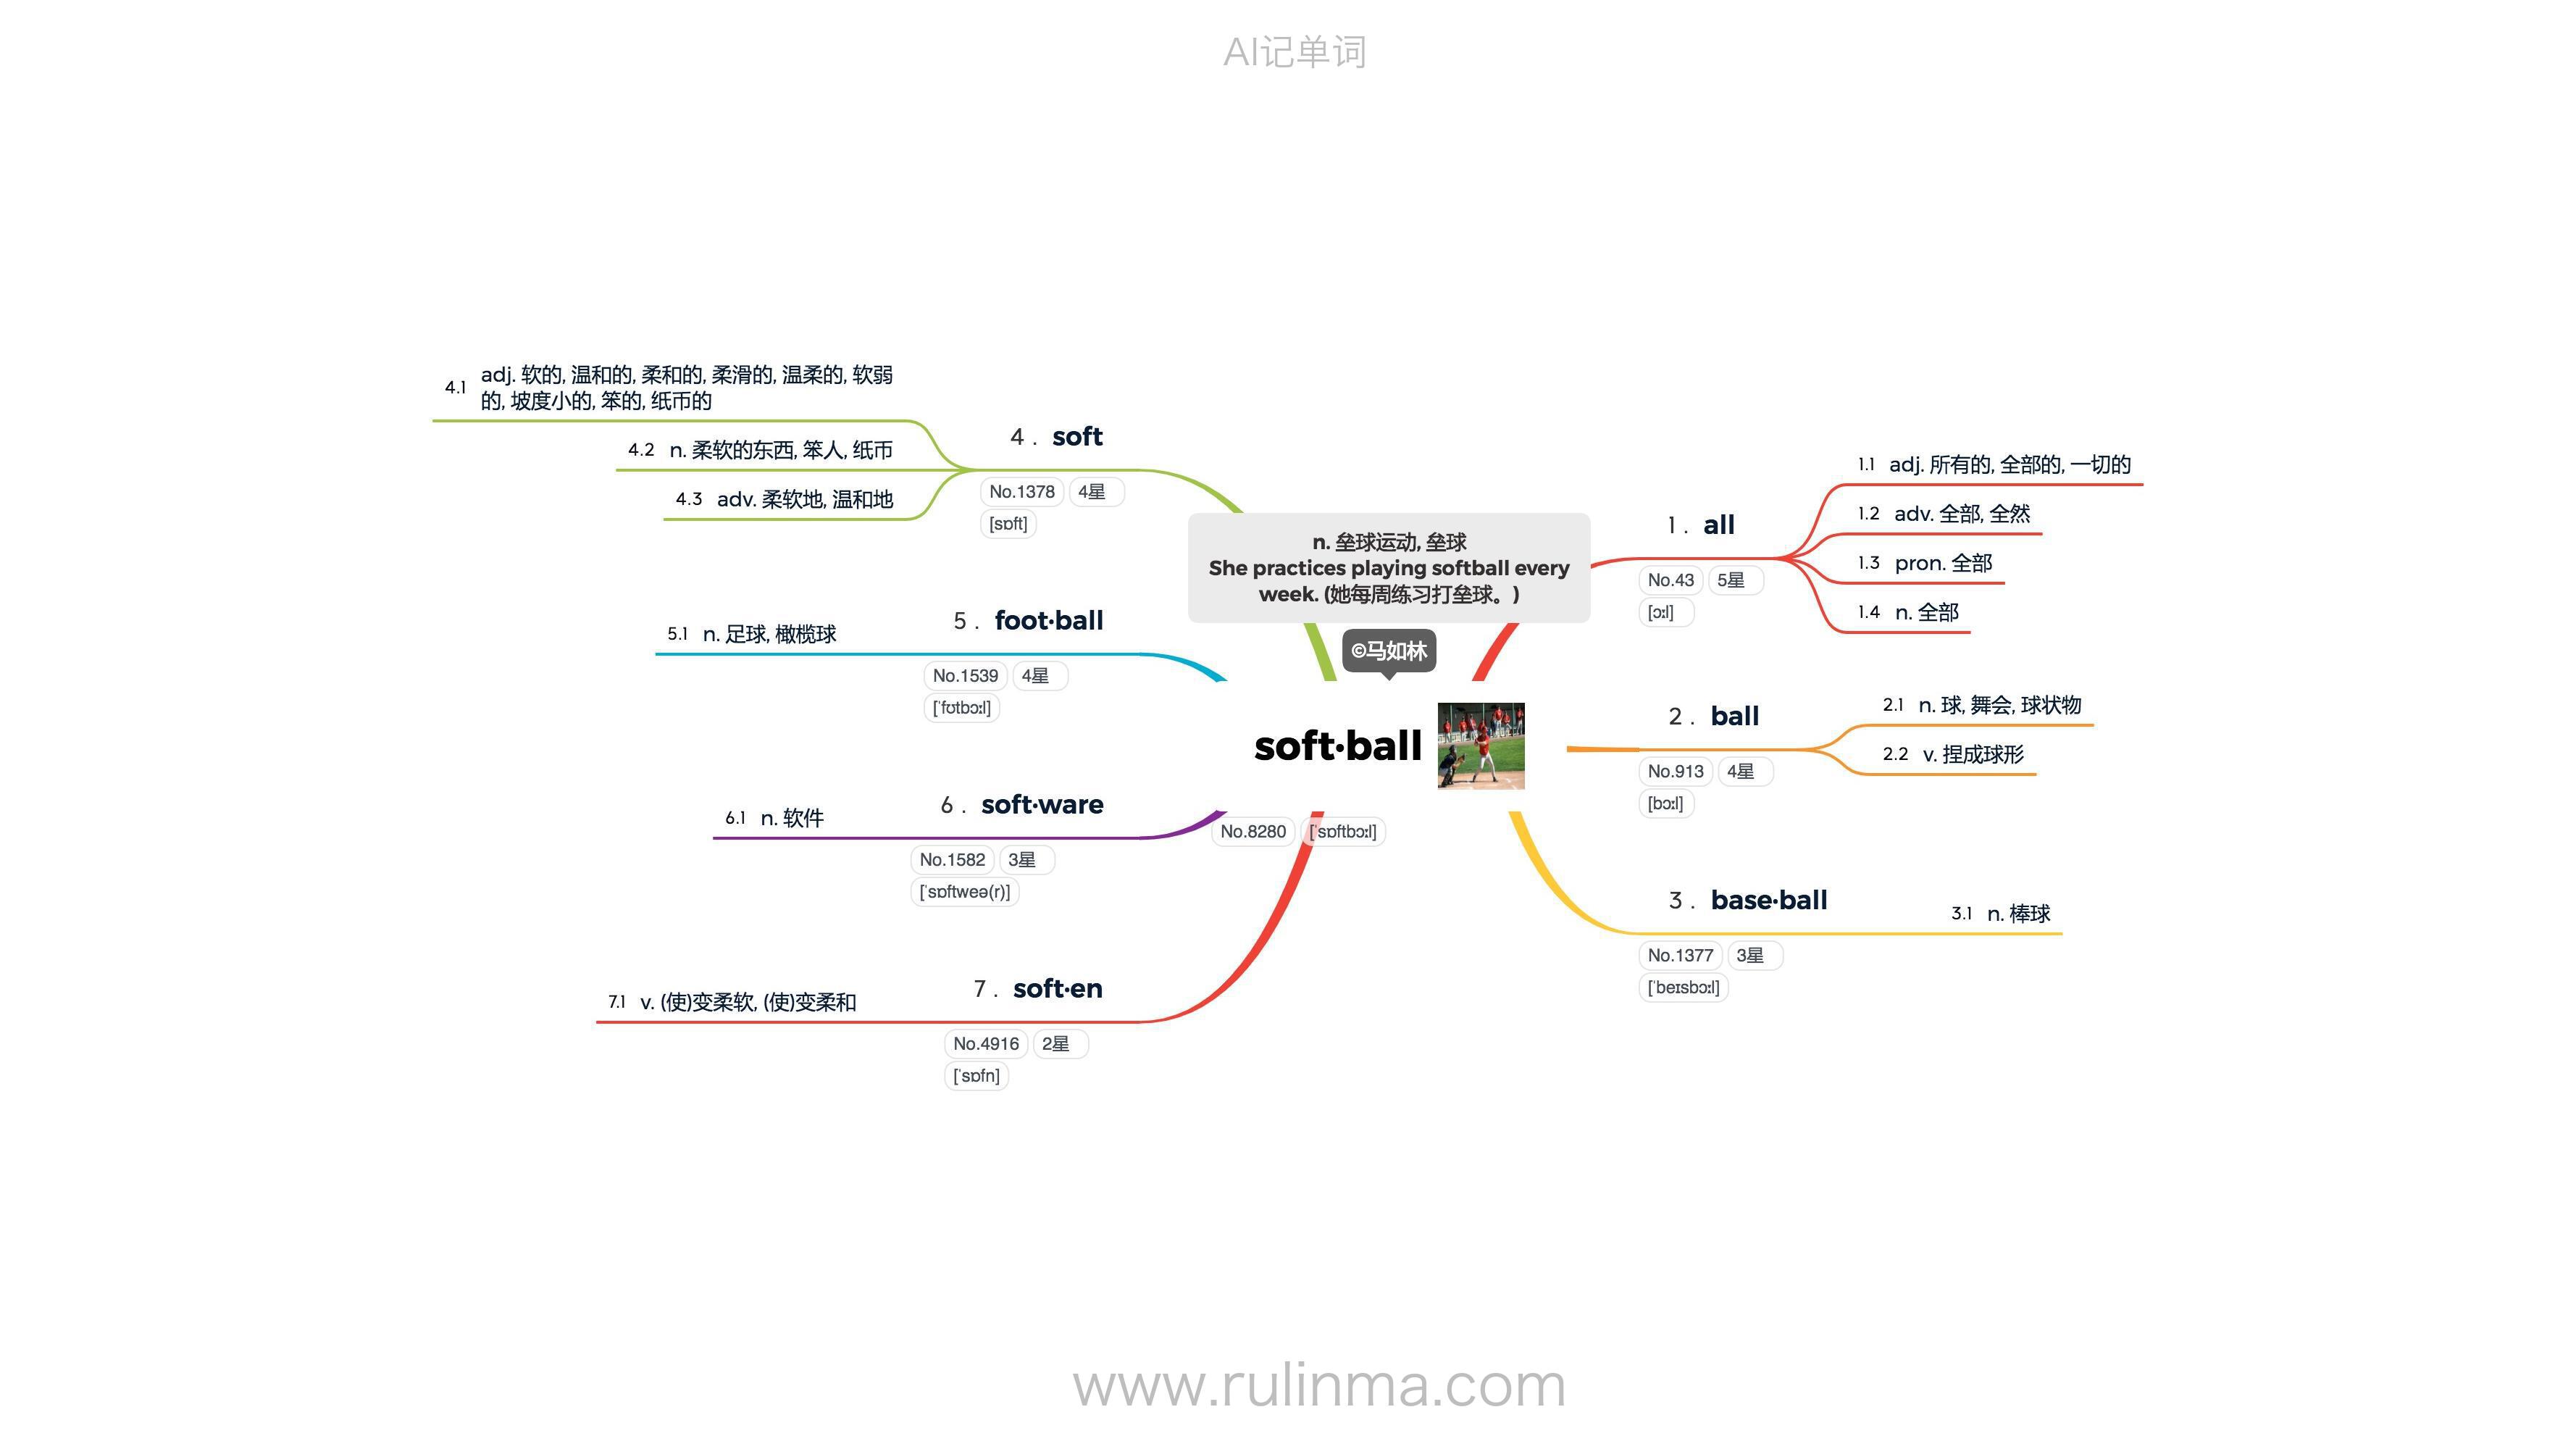 AI记单词
n. 垒球运动, 垒球
She practices playing softball every
week. (她每周练习打垒球。)
©马如林
soft·ball
No.8280 [ˈsɒftbɔːl]
1 . all
No.43 5星
[ɔːl]
1.1 adj. 所有的, 全部的, 一切的
1.2 adv. 全部, 全然
1.3 pron. 全部
1.4 n. 全部
2 . ball
No.913 4星
[bɔːl]
2.1 n. 球, 舞会, 球状物
2.2 v. 捏成球形
3 . base·ball
No.1377 3星
[ˈbeɪsbɔːl]
3.1 n. 棒球
4 . soft
No.1378 4星
[sɒft]
4.1 adj. 软的, 温和的, 柔和的, 柔滑的, 温柔的, 软弱
的, 坡度小的, 笨的, 纸币的
4.2 n. 柔软的东西, 笨人, 纸币
4.3 adv. 柔软地, 温和地
5 . foot·ball
No.1539 4星
[ˈfʊtbɔːl]
5.1 n. 足球, 橄榄球
6 . soft·ware
No.1582 3星
[ˈsɒftweə(r)]
6.1 n. 软件
7 . soft·en
No.4916 2星
[ˈsɒfn]
7.1 v. (使)变柔软, (使)变柔和
www.rulinma.com